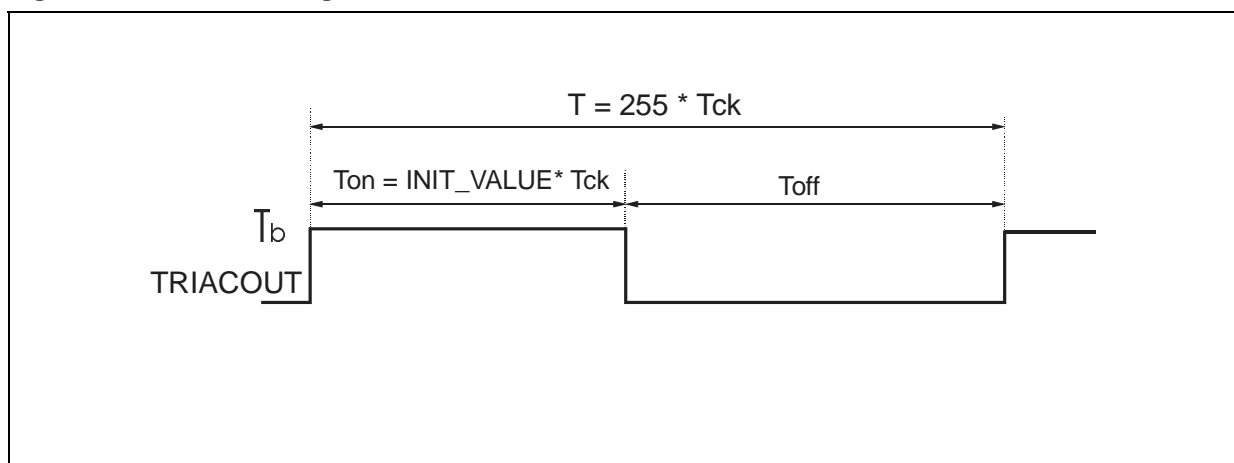 T = 255 * Tck
Ton = INIT_VALUE* Tck
Toff
Tb
TRIACOUT